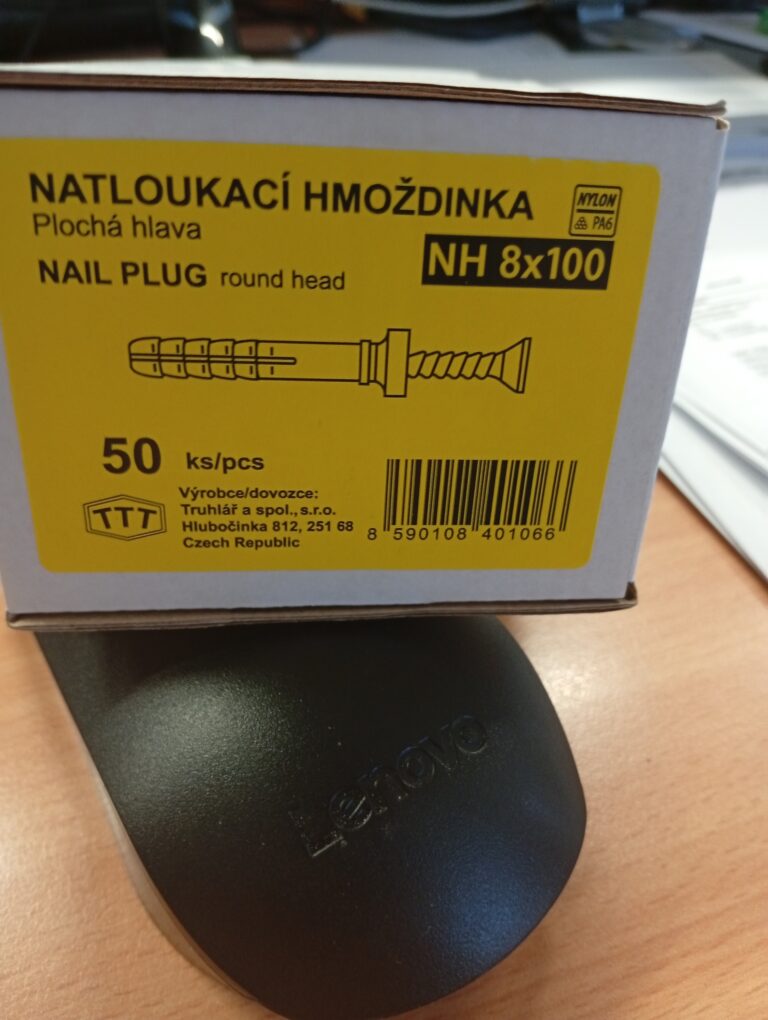 NATLOUKACÍ HMOŽDINKA
Plochá hlava
NYLON
PA6
NH 8x100
NAIL PLUG round head
50 ks/pcs
TTT
Výrobce/dovozce:
Truhlář a spol., s.r.o.
Hlubočinka 812, 251 68
Czech Republic
8 590108 401066
Lenovo